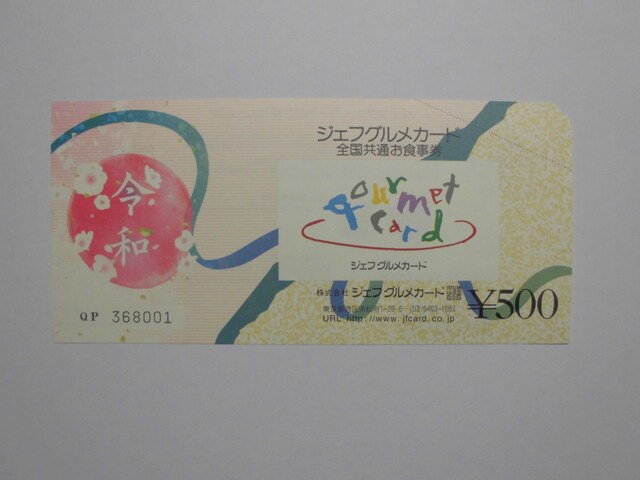 ジェフグルメカード
全国共通お食事券
gourmet
card
ジェフグルメカード
令
和
株式会社 ジェフグルメカード
URL http://www.jfcard.co.jp
¥500
QP 368001